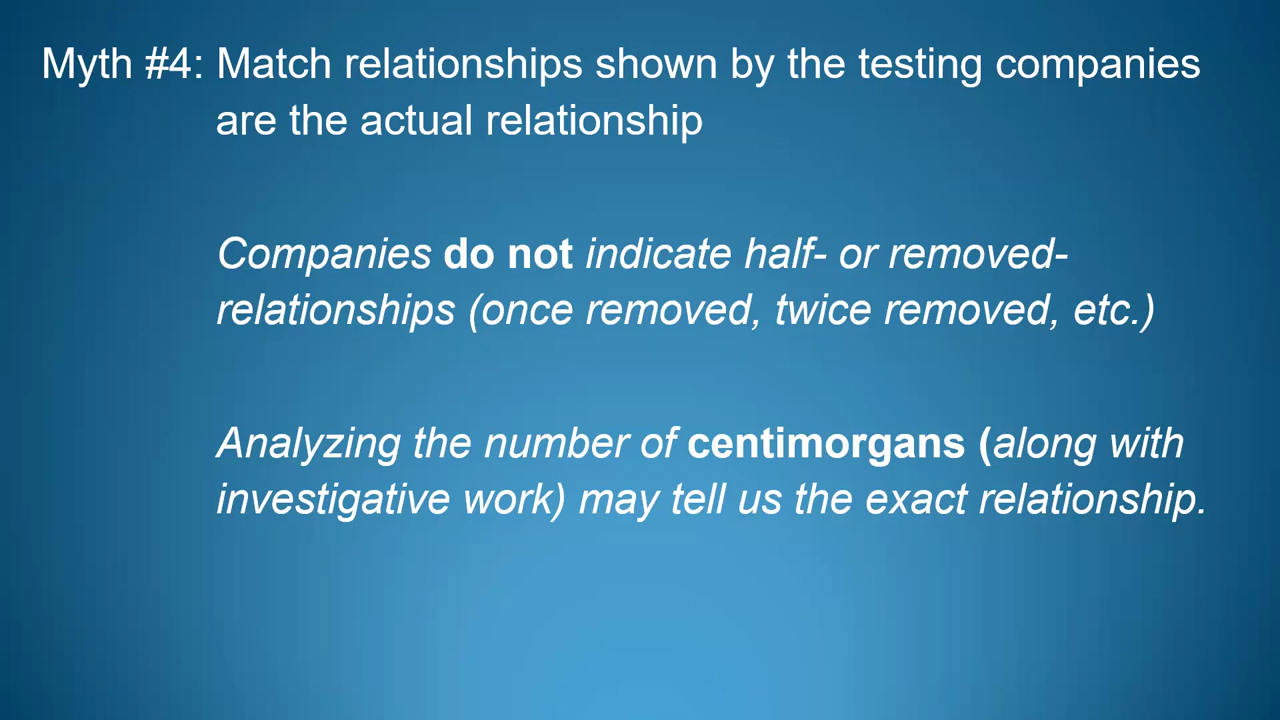 Myth #4: Match relationships shown by the testing companies
are the actual relationship
Companies do not indicate half- or removed-
relationships (once removed, twice removed, etc.)
Analyzing the number of centimorgans (along with
investigative work) may tell us the exact relationship.